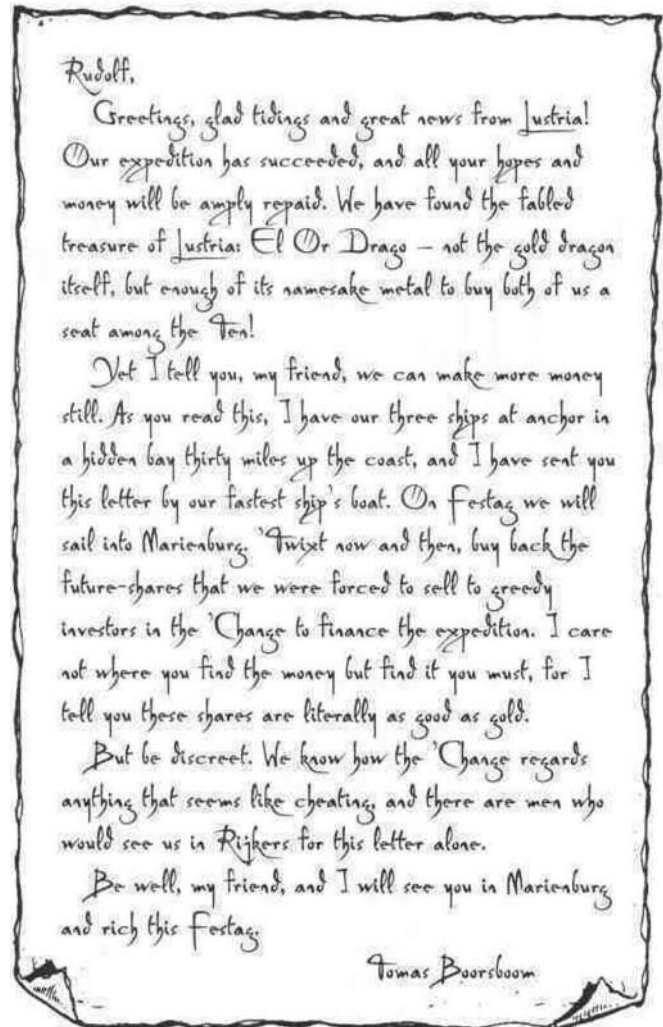 Rudolf,
Greetings, glad tidings and great news from Lustria!
Our expedition has succeeded, and all your hopes and
money will be amply repaid. We have found the fabled
treasure of Lustria: El Or Drago – not the gold dragon
itself, but enough of its namesake metal to buy both of us a
seat among the Ten!
Yet I tell you, my friend, we can make more money
still. As you read this, I have our three ships at anchor in
a hidden bay thirty miles up the coast, and I have sent you
this letter by our fastest ship's boat. On Festag we will
sail into Marienburg. 'Twixt now and then, buy back the
future-shares that we were forced to sell to greedy
investors in the 'Change to finance the expedition. I care
not where you find the money but find it you must, for I
tell you these shares are literally as good as gold.
But be discreet. We know how the 'Change regards
anything that seems like cheating, and there are men who
would see us in Rijkers for this letter alone.
Be well, my friend, and I will see you in Marienburg
and rich this Festag.
Tomas Boorsboom